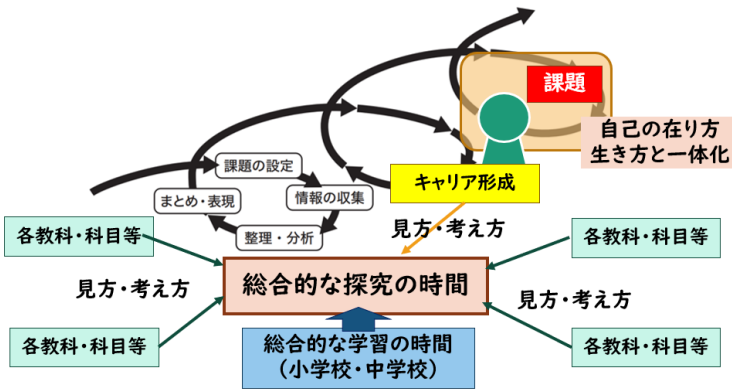 課題
自己の在り方
生き方と一体化
課題の設定
キャリア形成
まとめ・表現
情報の収集
整理・分析
見方・考え方
各教科・科目等
各教科・科目等
総合的な探究の時間
見方・考え方
見方・考え方
各教科・科目等
総合的な学習の時間
（小学校・中学校）
各教科・科目等